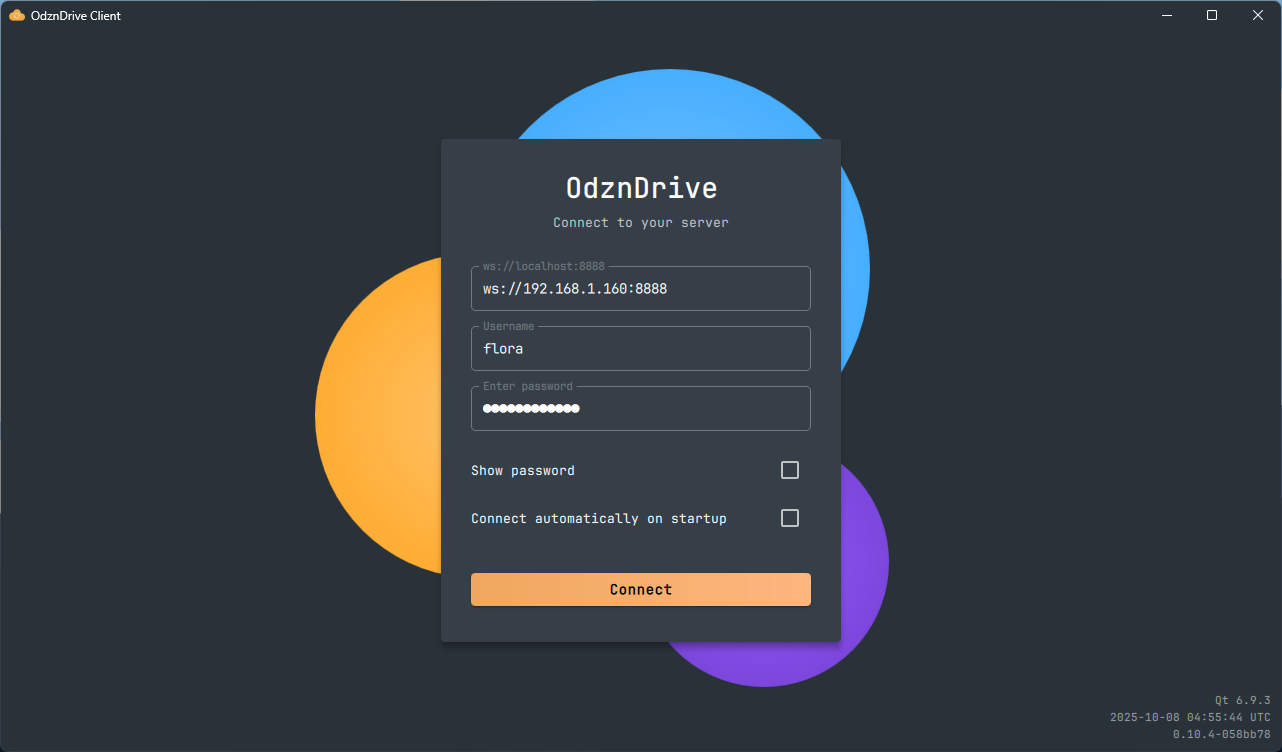 OdznDrive Client
OdznDrive
Connect to your server
ws://localhost:8888
ws://192.168.1.160:8888
Username
flora
Enter password
●●●●●●●●●●●●
Show password
Connect automatically on startup
Connect
Qt 6.9.3
2025-10-08 04:55:44 UTC
0.10.4-058bb78